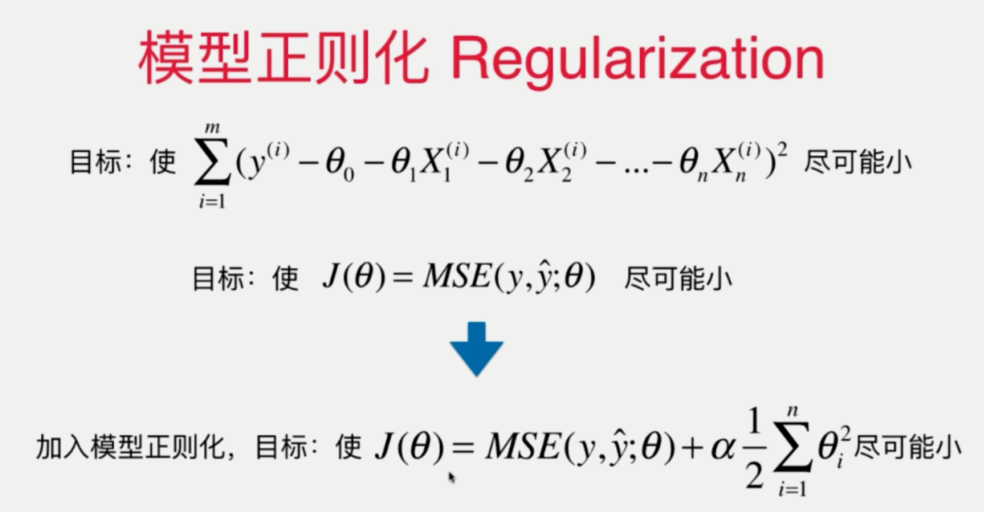 模型正则化 Regularization
目标：使 $\sum_{i=1}^{m}(y^{(i)}-\theta_0-\theta_1X_1^{(i)}-\theta_2X_2^{(i)}-...-\theta_nX_n^{(i)})^2$ 尽可能小
目标：使 $J(\theta)=MSE(y,\hat{y};\theta)$ 尽可能小
加入模型正则化，目标：使 $J(\theta)=MSE(y,\hat{y};\theta)+\alpha\frac{1}{2}\sum_{i=1}^{n}\theta_i^2$ 尽可能小